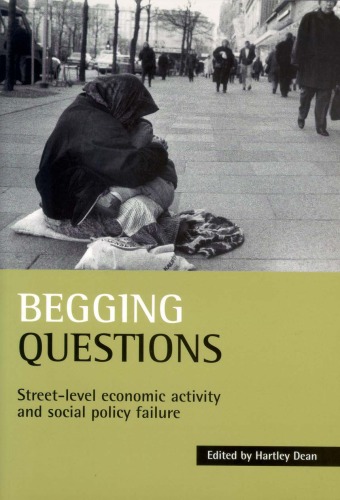 BEGGING
QUESTIONS
Street-level economic activity
and social policy failure
Edited by Hartley Dean